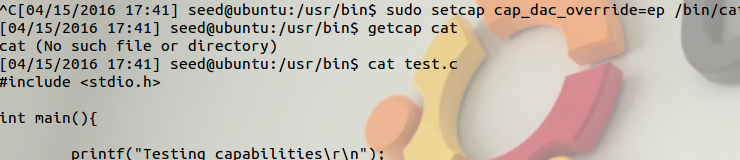 ^C[04/15/2016 17:41] seed@ubuntu:/usr/bin$ sudo setcap cap_dac_override=ep /bin/cat
[04/15/2016 17:41] seed@ubuntu:/usr/bin$ getcap cat
cat (No such file or directory)
[04/15/2016 17:41] seed@ubuntu:/usr/bin$ cat test.c
#include <stdio.h>
int main(){
printf("Testing capabilities\r\n");